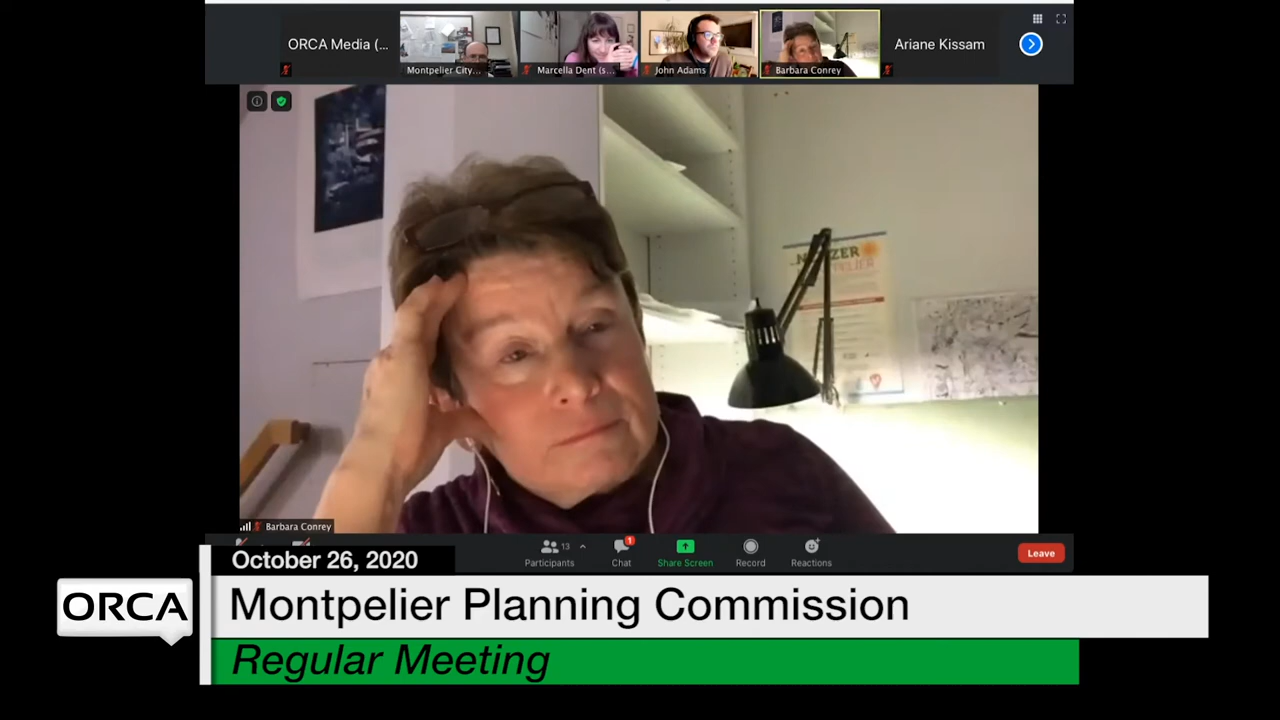 ORCA Media (...
Montpelier City...
Marcella Dent (s...
John Adams
Barbara Conrey
Ariane Kissam
ZER
Barbara Conrey
13
Participants
1
Chat
Share Screen
Record
Reactions
Leave
October 26, 2020
ORCA
Montpelier Planning Commission
Regular Meeting